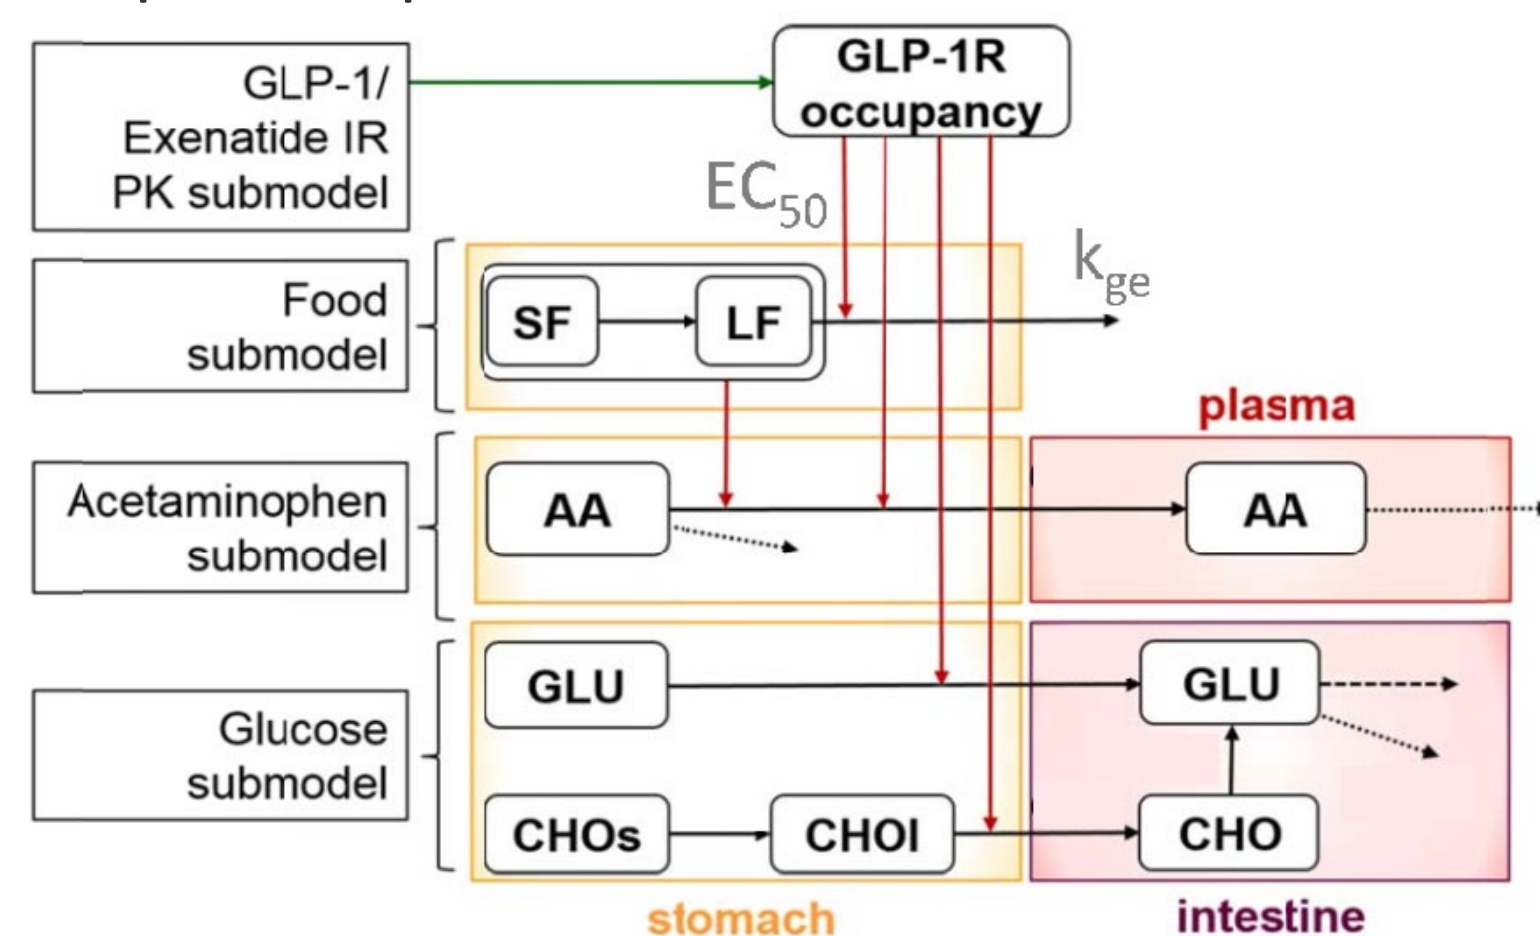 GLP-1/
Exenatide IR
PK submodel
GLP-1R
occupancy
EC50
kge
Food
submodel
SF
LF
plasma
Acetaminophen
submodel
AA
AA
Glucose
submodel
GLU
GLU
CHOs
CHOl
CHO
stomach
intestine